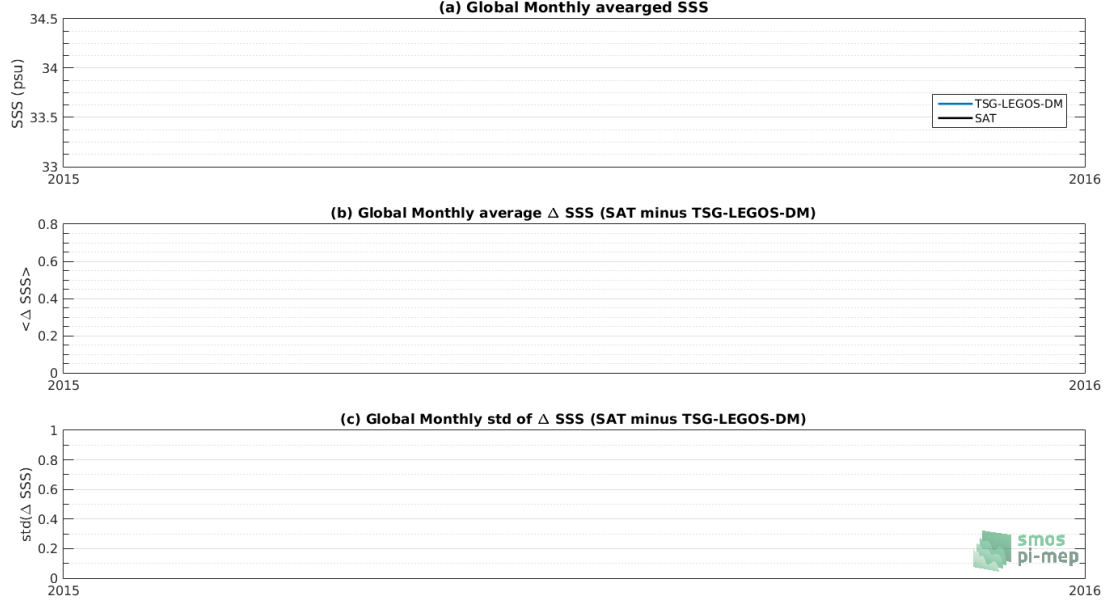 (a) Global Monthly avearged SSS
34.5
34
33.5
33
SSS (psu)
TSG-LEGOS-DM
SAT
2015
2016
(b) Global Monthly average Δ SSS (SAT minus TSG-LEGOS-DM)
0.8
0.6
0.4
0.2
0
<Δ SSS>
2015
2016
(c) Global Monthly std of Δ SSS (SAT minus TSG-LEGOS-DM)
1
0.8
0.6
0.4
0.2
0
std(Δ SSS)
smos
pi-mep
2015
2016